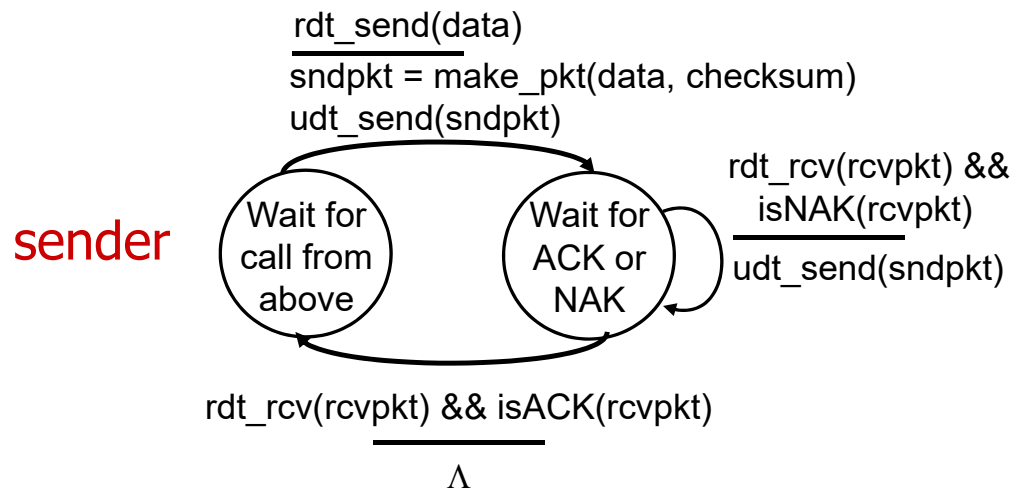 rdt_send(data)
sndpkt = make_pkt(data, checksum)
udt_send(sndpkt)
sender
Wait for
call from
above
Wait for
ACK or
NAK
rdt_rcv(rcvpkt) &&
isNAK(rcvpkt)
udt_send(sndpkt)
rdt_rcv(rcvpkt) && isACK(rcvpkt)
Λ